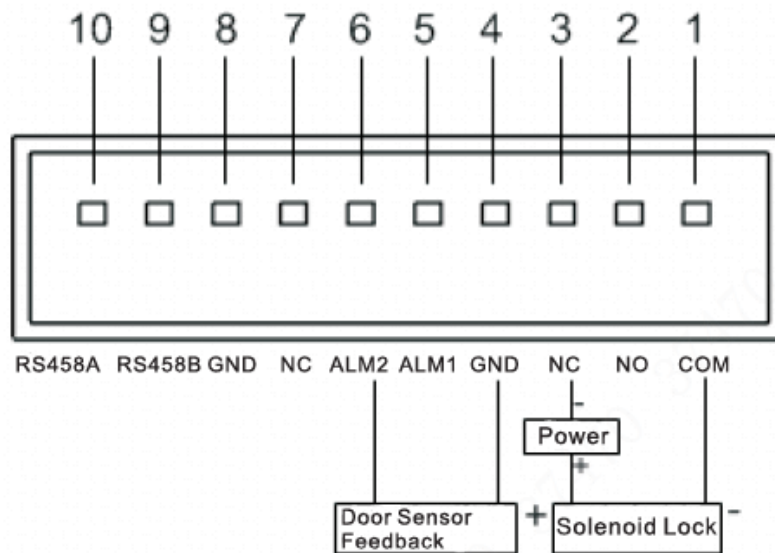 10 9 8 7 6 5 4 3 2 1
RS458A RS458B GND NC ALM2 ALM1 GND NC NO COM
-
Power
+
Door Sensor
Feedback
+ Solenoid Lock -